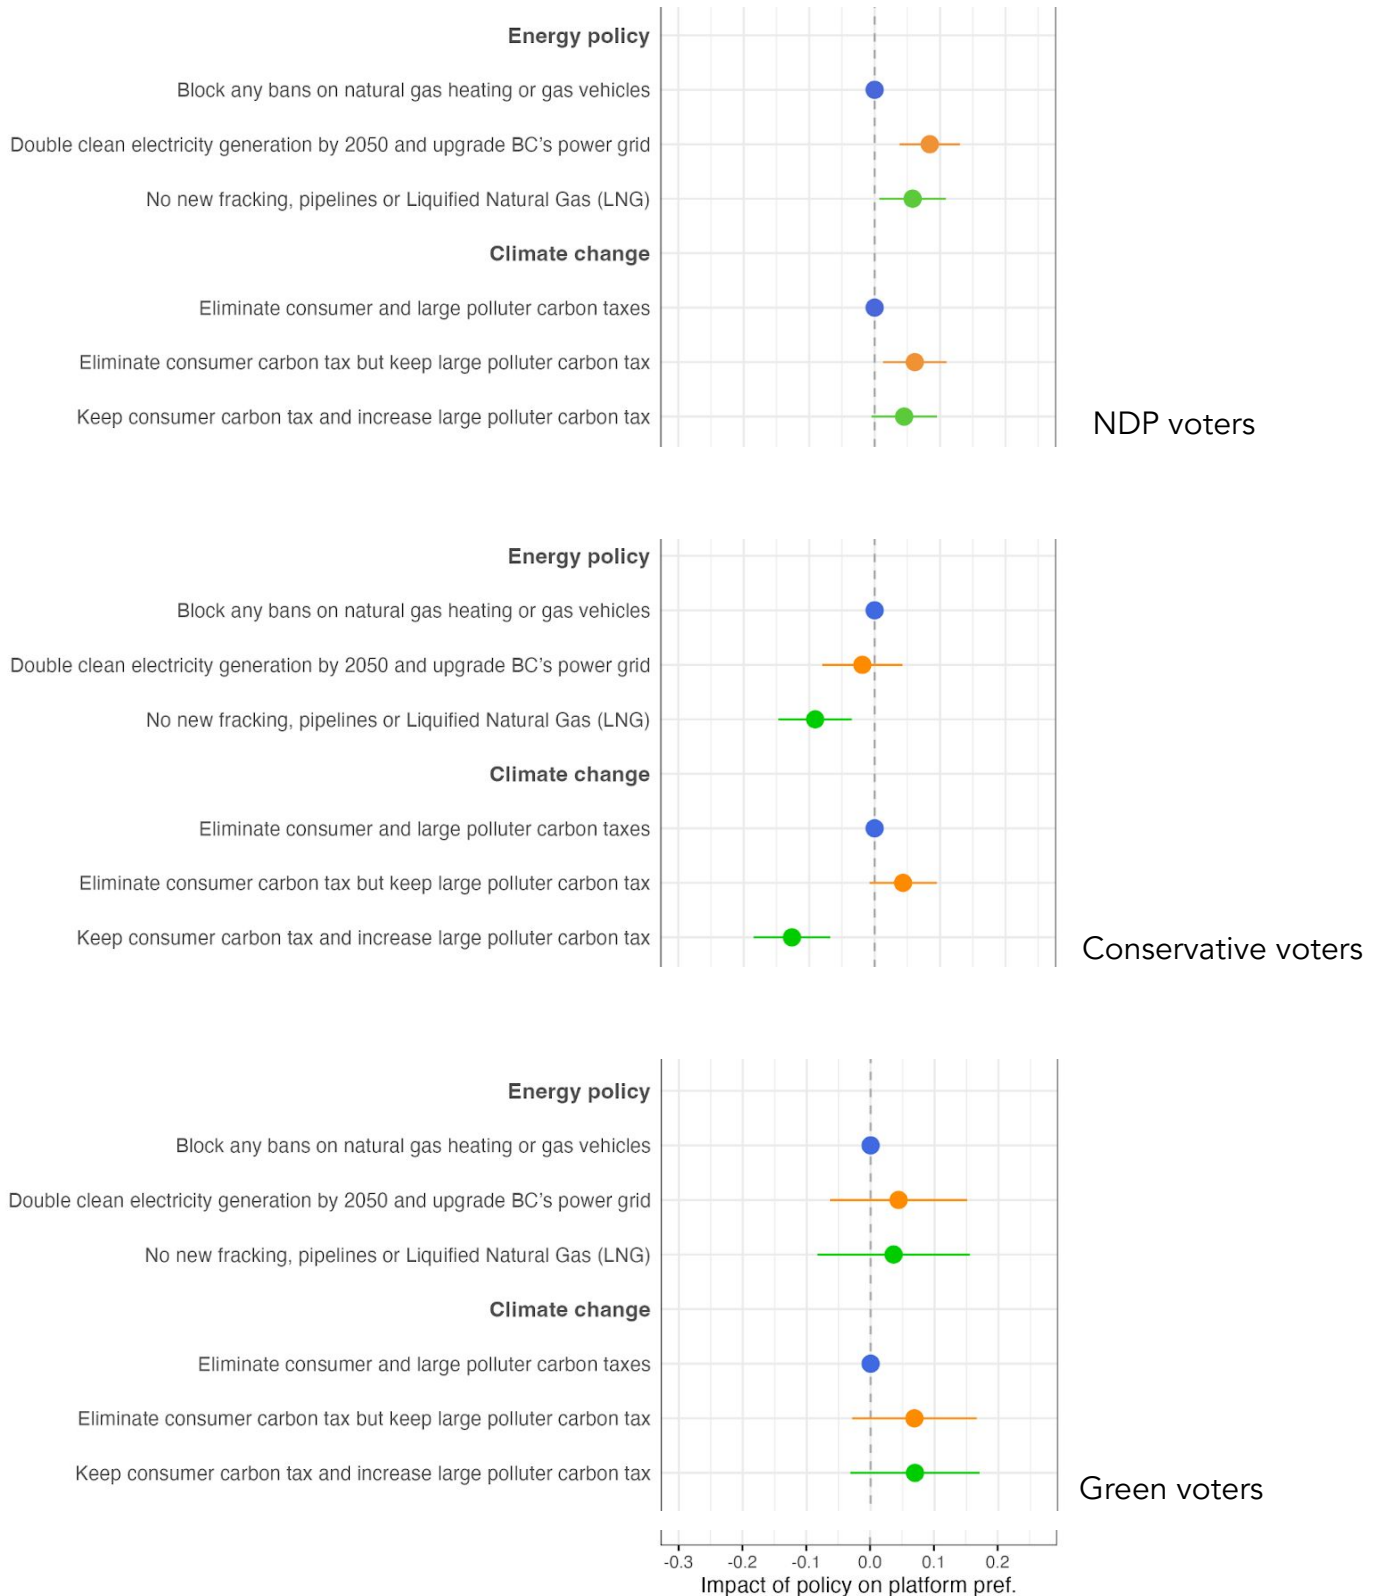 Energy policy
Block any bans on natural gas heating or gas vehicles
Double clean electricity generation by 2050 and upgrade BC's power grid
No new fracking, pipelines or Liquified Natural Gas (LNG)
Climate change
Eliminate consumer and large polluter carbon taxes
Eliminate consumer carbon tax but keep large polluter carbon tax
Keep consumer carbon tax and increase large polluter carbon tax
NDP voters
Energy policy
Block any bans on natural gas heating or gas vehicles
Double clean electricity generation by 2050 and upgrade BC's power grid
No new fracking, pipelines or Liquified Natural Gas (LNG)
Climate change
Eliminate consumer and large polluter carbon taxes
Eliminate consumer carbon tax but keep large polluter carbon tax
Keep consumer carbon tax and increase large polluter carbon tax
Conservative voters
Energy policy
Block any bans on natural gas heating or gas vehicles
Double clean electricity generation by 2050 and upgrade BC's power grid
No new fracking, pipelines or Liquified Natural Gas (LNG)
Climate change
Eliminate consumer and large polluter carbon taxes
Eliminate consumer carbon tax but keep large polluter carbon tax
Keep consumer carbon tax and increase large polluter carbon tax
Green voters
-0.3 -0.2 -0.1 0.0 0.1 0.2
Impact of policy on platform pref.